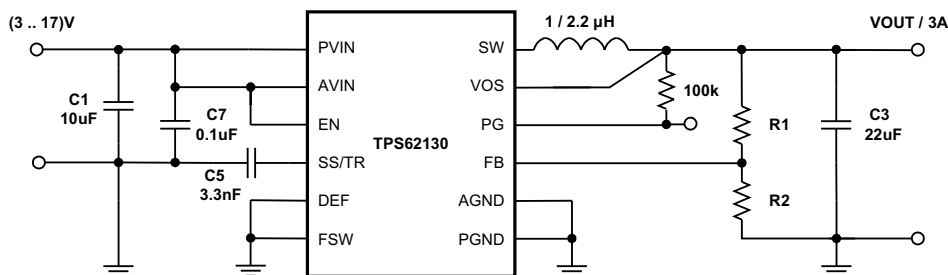 (3 .. 17)V
1 / 2.2 µH
VOUT / 3A
PVIN
SW
AVIN
VOS
100k
C1
10uF
C7
0.1uF
EN
TPS62130
PG
R1
C3
22uF
SS/TR
FB
C5
3.3nF
DEF
AGND
R2
FSW
PGND